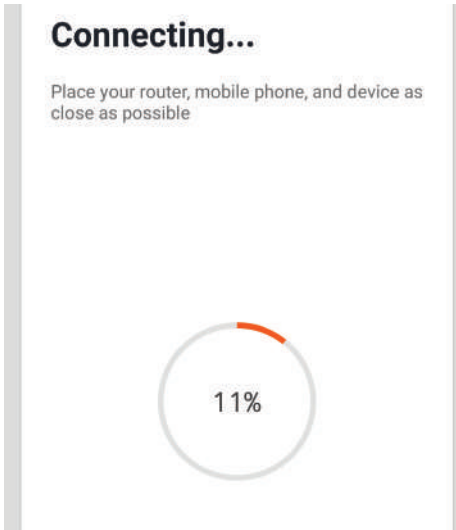 Connecting...
Place your router, mobile phone, and device as
close as possible
11%